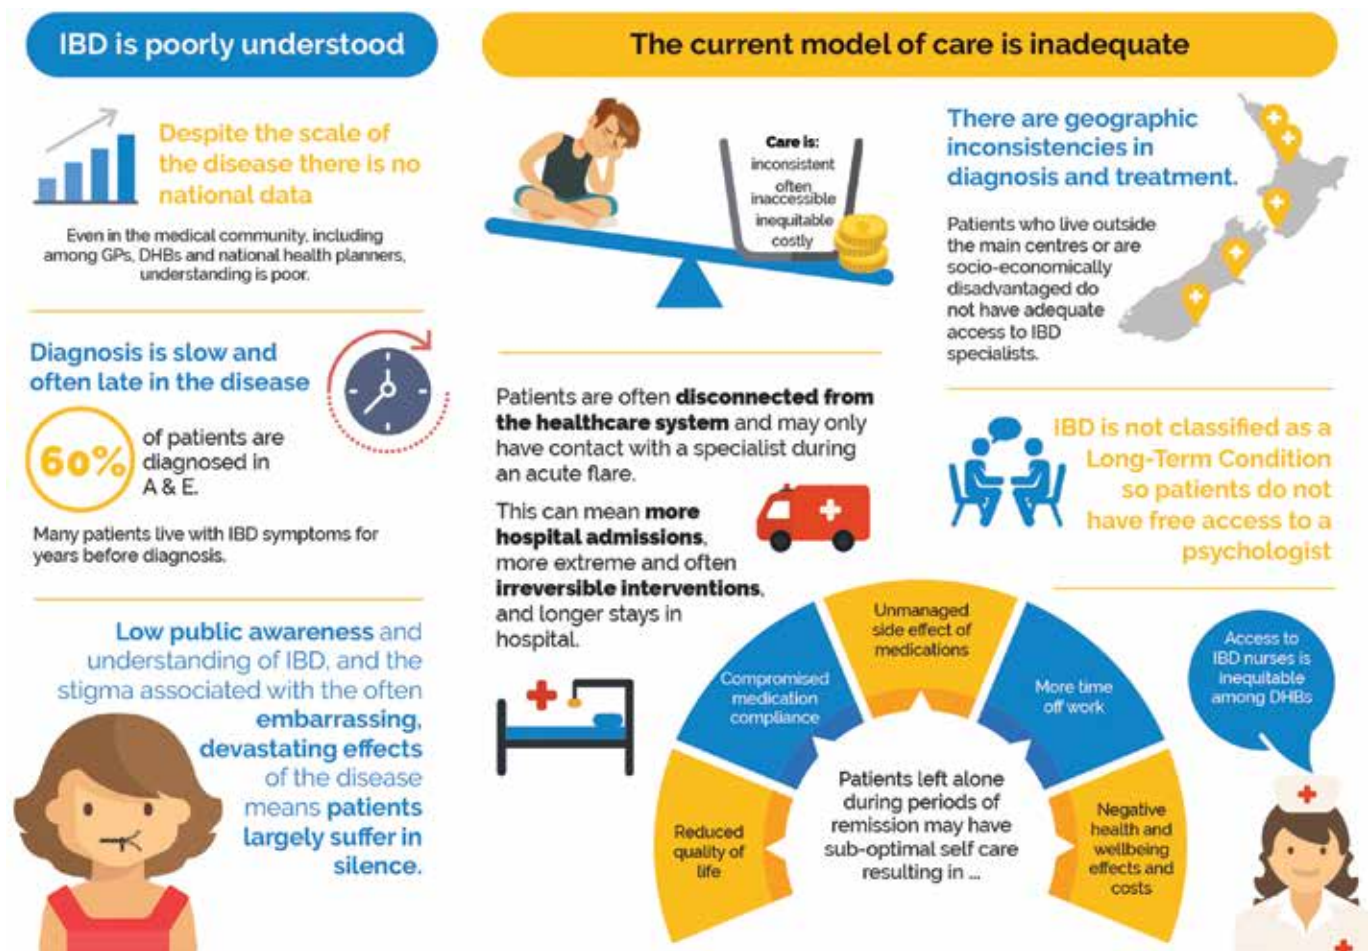 IBD is poorly understood
Despite the scale of
the disease there is no
national data
Even in the medical community, including
among GPs, DHBs and national health planners,
understanding is poor.
Diagnosis is slow and
often late in the disease
60%
of patients are
diagnosed in
A & E.
Many patients live with IBD symptoms for
years before diagnosis.
Low public awareness and
understanding of IBD, and the
stigma associated with the often
embarrassing,
devastating effects
of the disease
means patients
largely suffer in
silence.
The current model of care is inadequate
Care is:
inconsistent
often
inaccessible
inequitable
costly
There are geographic
inconsistencies in
diagnosis and treatment.
Patients who live outside
the main centres or are
socio-economically
disadvantaged do
not have adequate
access to IBD
specialists.
Patients are often disconnected from
the healthcare system and may only
have contact with a specialist during
an acute flare.
This can mean more
hospital admissions,
more extreme and often
irreversible interventions,
and longer stays in
hospital.
IBD is not classified as a
Long-Term Condition
so patients do not
have free access to a
psychologist
Reduced
quality of
life
Compromised
medication
compliance
Unmanaged
side effect of
medications
More time
off work
Negative
health and
wellbeing
effects and
costs
Patients left alone
during periods of
remission may have
sub-optimal self care
resulting in ...
Access to
IBD nurses is
inequitable
among DHBs